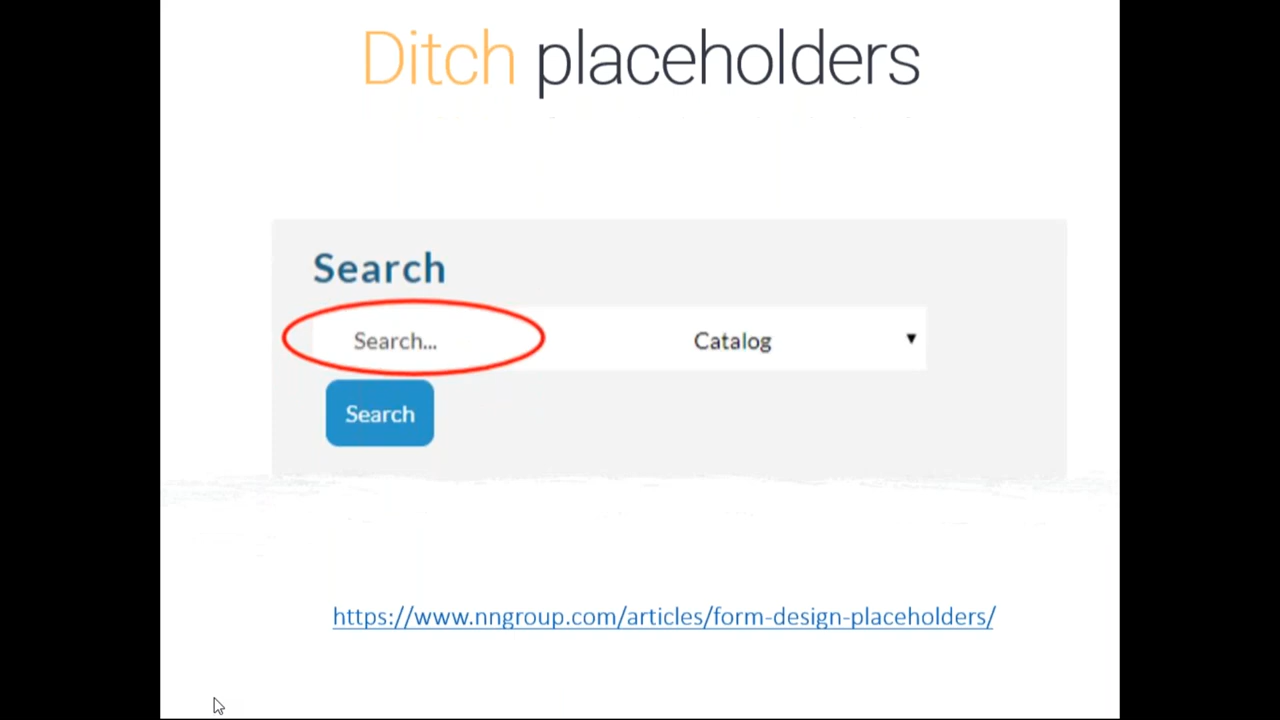 Ditch placeholders
Search
Search...
Catalog
Search
https://www.nngroup.com/articles/form-design-placeholders/